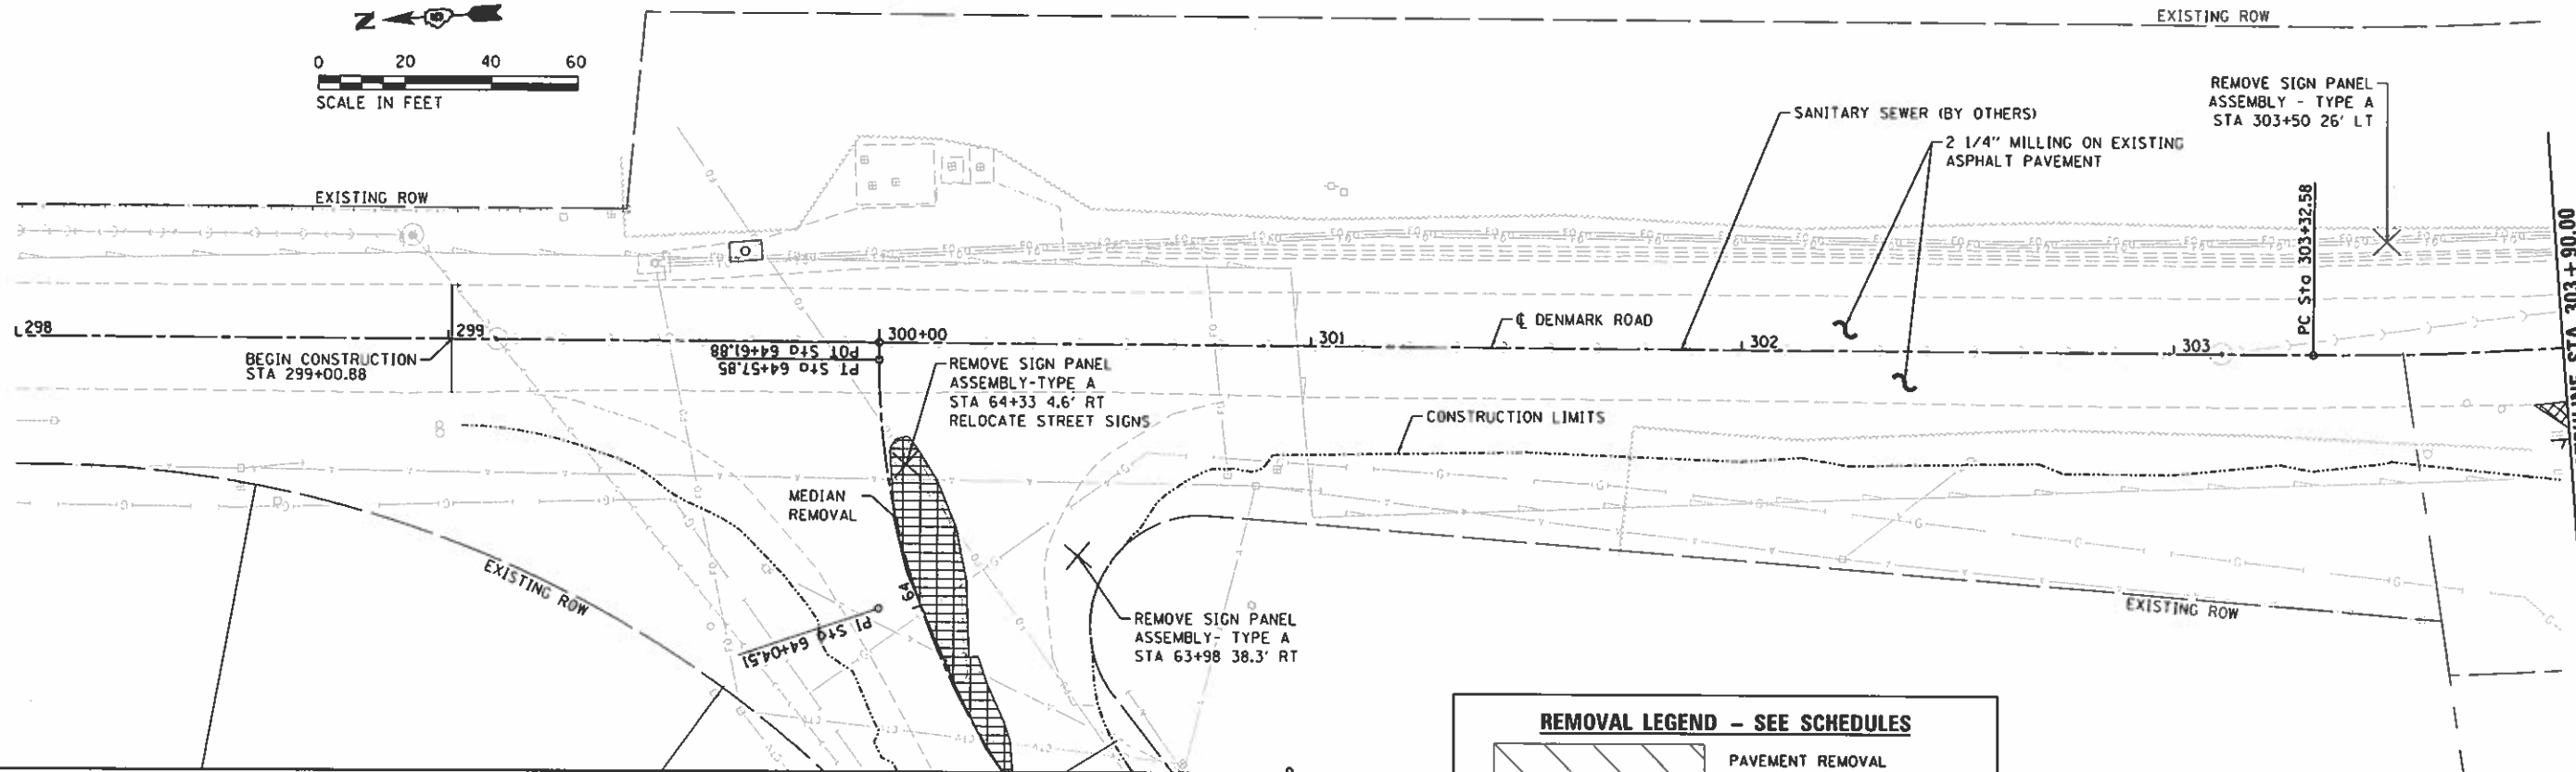 N
0 20 40 60
SCALE IN FEET
EXISTING ROW
REMOVE SIGN PANEL
ASSEMBLY - TYPE A
STA 303+50 26' LT
SANITARY SEWER (BY OTHERS)
2 1/4" MILLING ON EXISTING
ASPHALT PAVEMENT
EXISTING ROW
PC Sta 303+32.58
STA 303+90.00
298
299
300+00
301
302
303
℄ DENMARK ROAD
BEGIN CONSTRUCTION
STA 299+00.88
POT Sta 64+61.88
PT Sta 64+57.85
REMOVE SIGN PANEL
ASSEMBLY-TYPE A
STA 64+33 4.6' RT
RELOCATE STREET SIGNS
CONSTRUCTION LIMITS
MEDIAN
REMOVAL
64
PI Sta 64+04.51
EXISTING ROW
REMOVE SIGN PANEL
ASSEMBLY- TYPE A
STA 63+98 38.3' RT
EXISTING ROW
REMOVAL LEGEND - SEE SCHEDULES
PAVEMENT REMOVAL